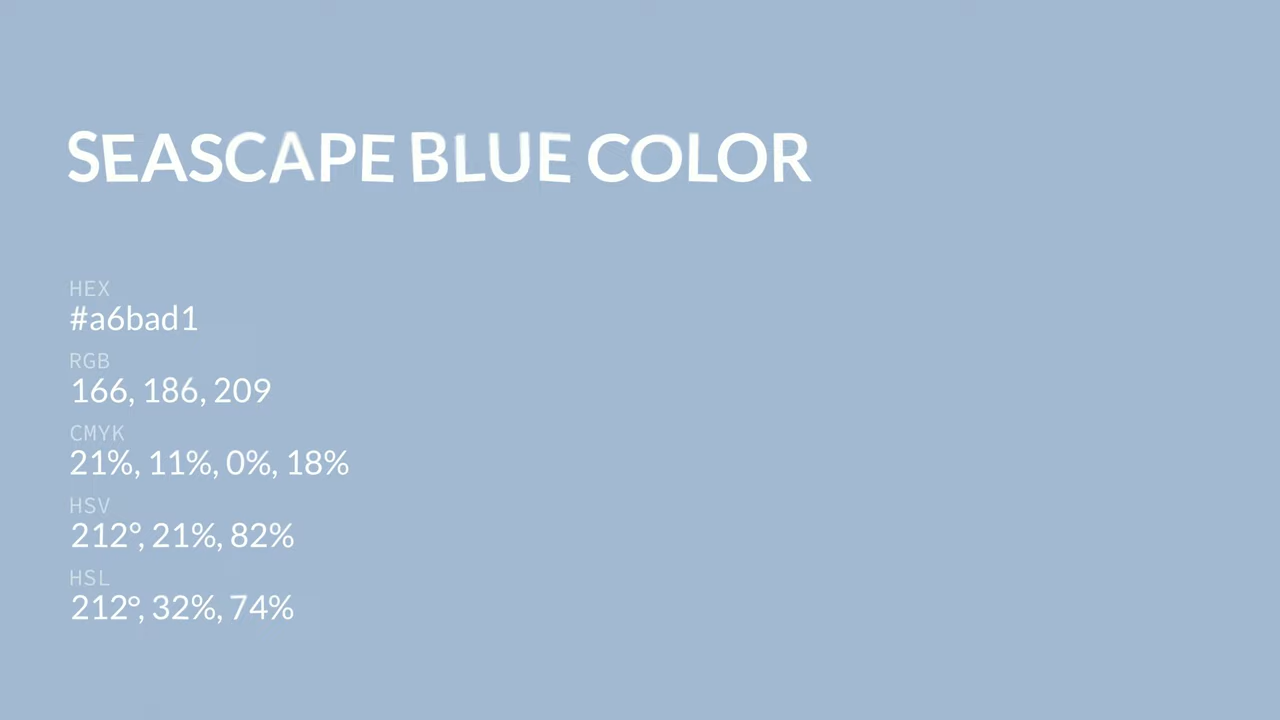 SEASCAPE BLUE COLOR
HEX
#a6bad1
RGB
166, 186, 209
CMYK
21%, 11%, 0%, 18%
HSV
212°, 21%, 82%
HSL
212°, 32%, 74%